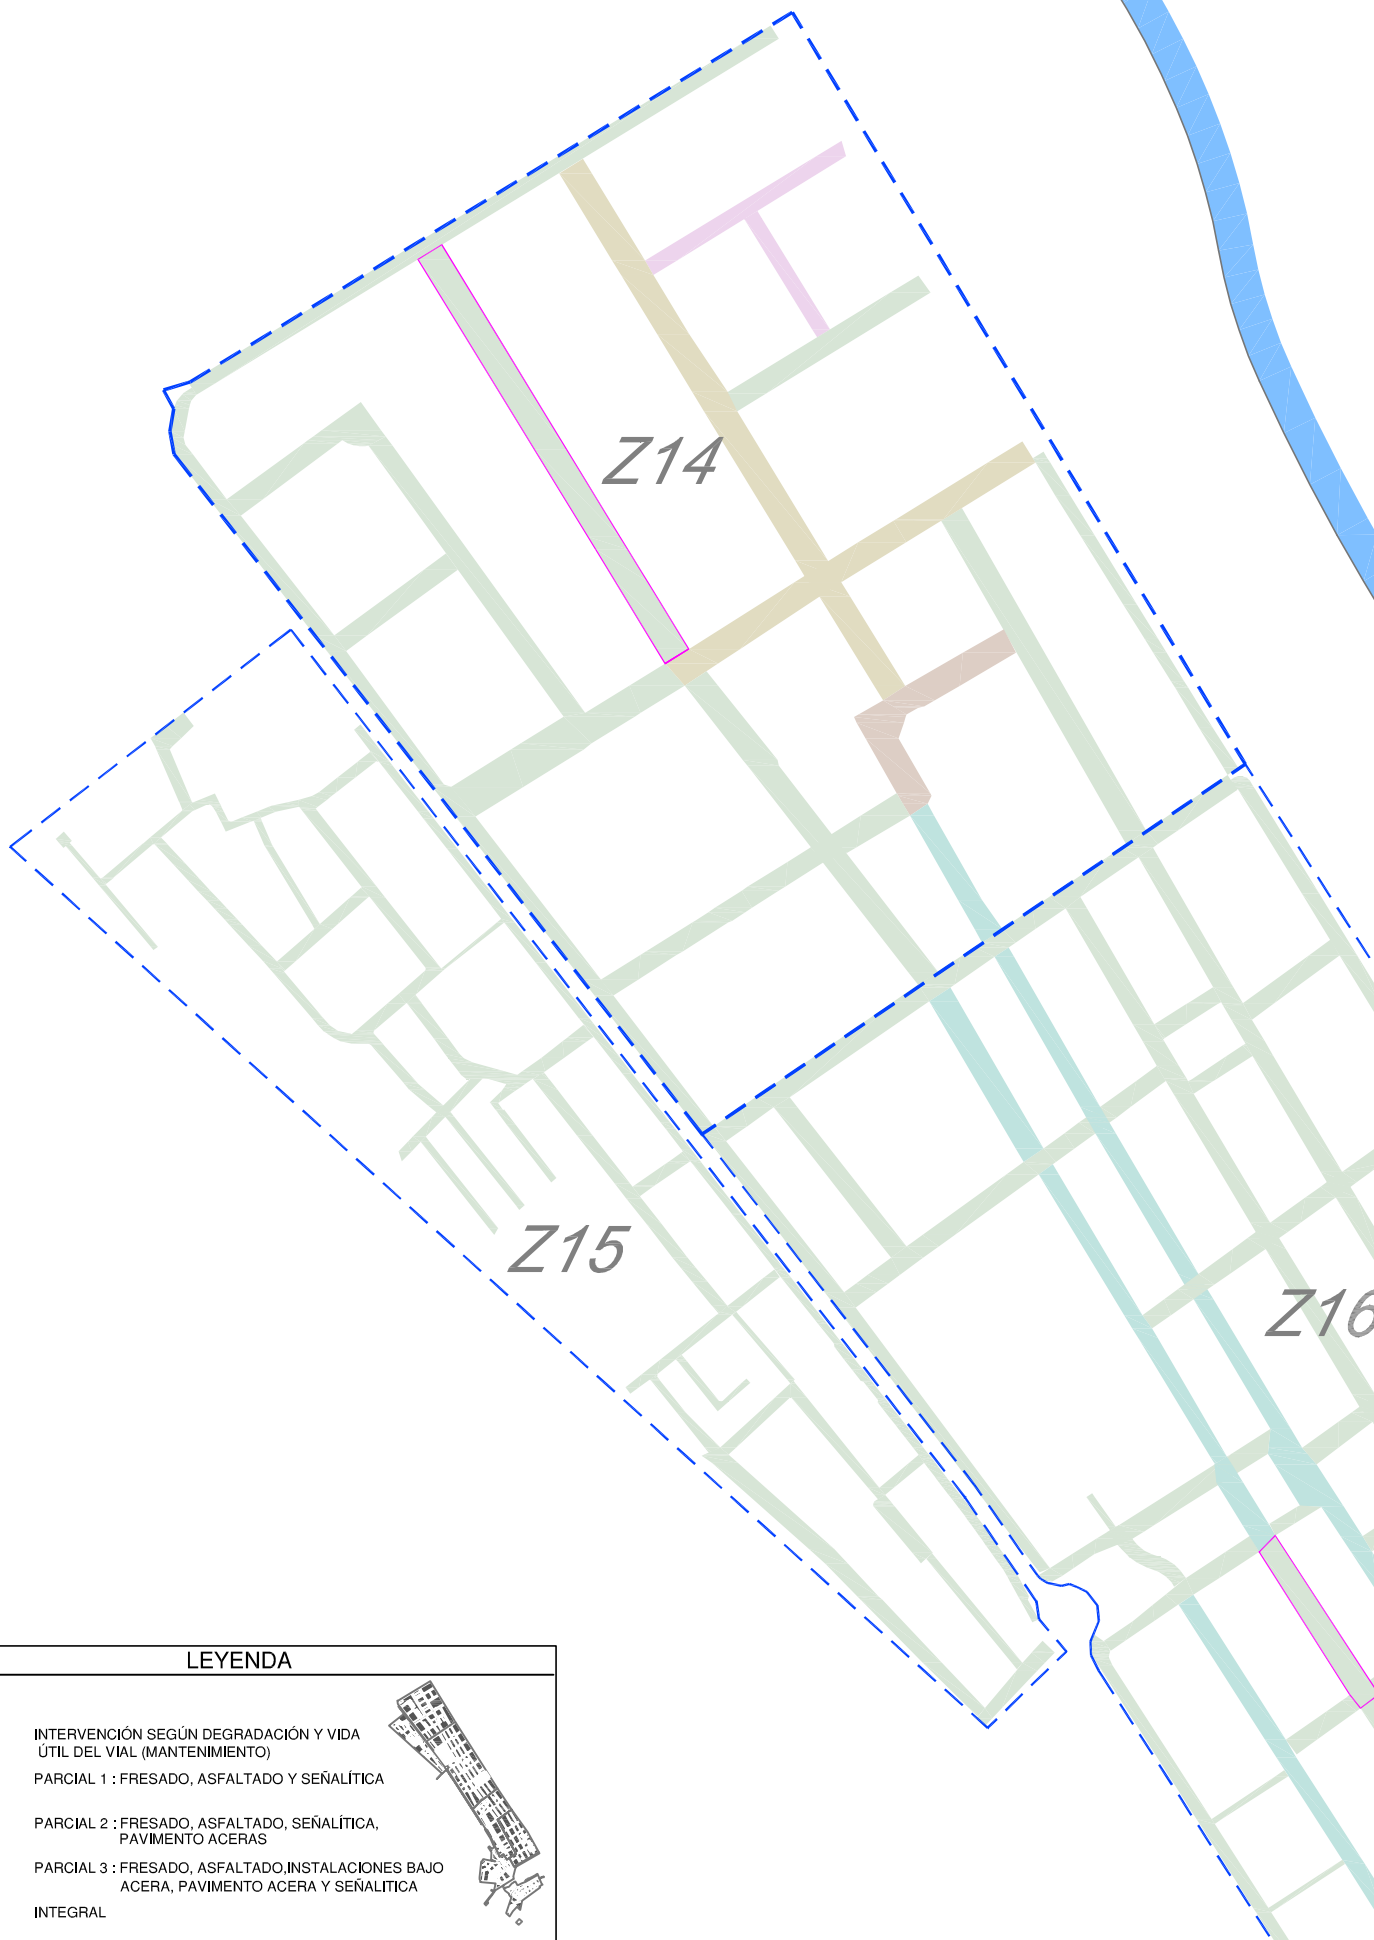 Z14
Z15
Z16
LEYENDA
INTERVENCIÓN SEGÚN DEGRADACIÓN Y VIDA
ÚTIL DEL VIAL (MANTENIMIENTO)
PARCIAL 1 : FRESADO, ASFALTADO Y SEÑALÍTICA
PARCIAL 2 : FRESADO, ASFALTADO, SEÑALÍTICA,
PAVIMENTO ACERAS
PARCIAL 3 : FRESADO, ASFALTADO,INSTALACIONES BAJO
ACERA, PAVIMENTO ACERA Y SEÑALITICA
INTEGRAL